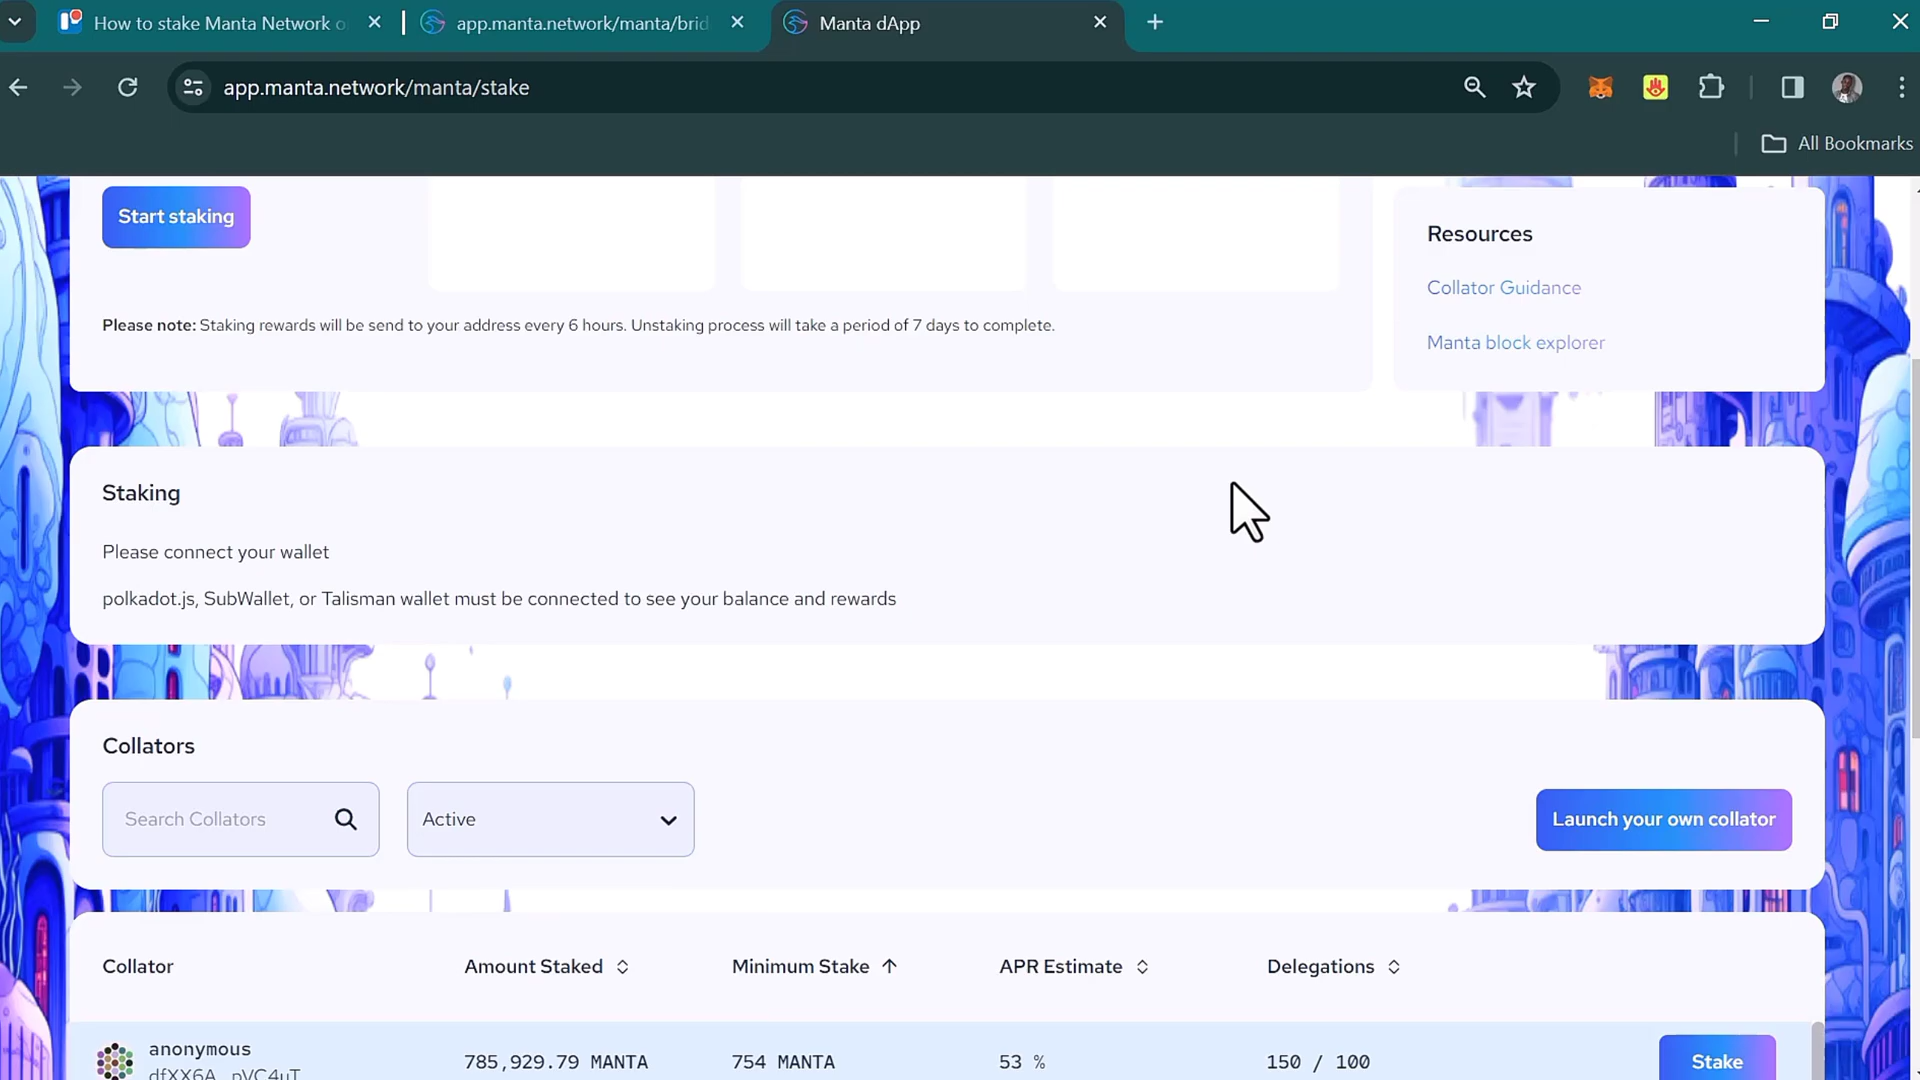 How to stake Manta Network o
app.manta.network/manta/brid
Manta dApp
app.manta.network/manta/stake
All Bookmarks
Start staking
Please note: Staking rewards will be send to your address every 6 hours. Unstaking process will take a period of 7 days to complete.
Resources
Collator Guidance
Manta block explorer
Staking
Please connect your wallet
polkadot.js, SubWallet, or Talisman wallet must be connected to see your balance and rewards
Collators
Search Collators
Active
Launch your own collator
Collator Amount Staked Minimum Stake APR Estimate Delegations
anonymous
785,929.79 MANTA 754 MANTA 53 % 150 / 100 Stake
dfXX6A...pVC4uT